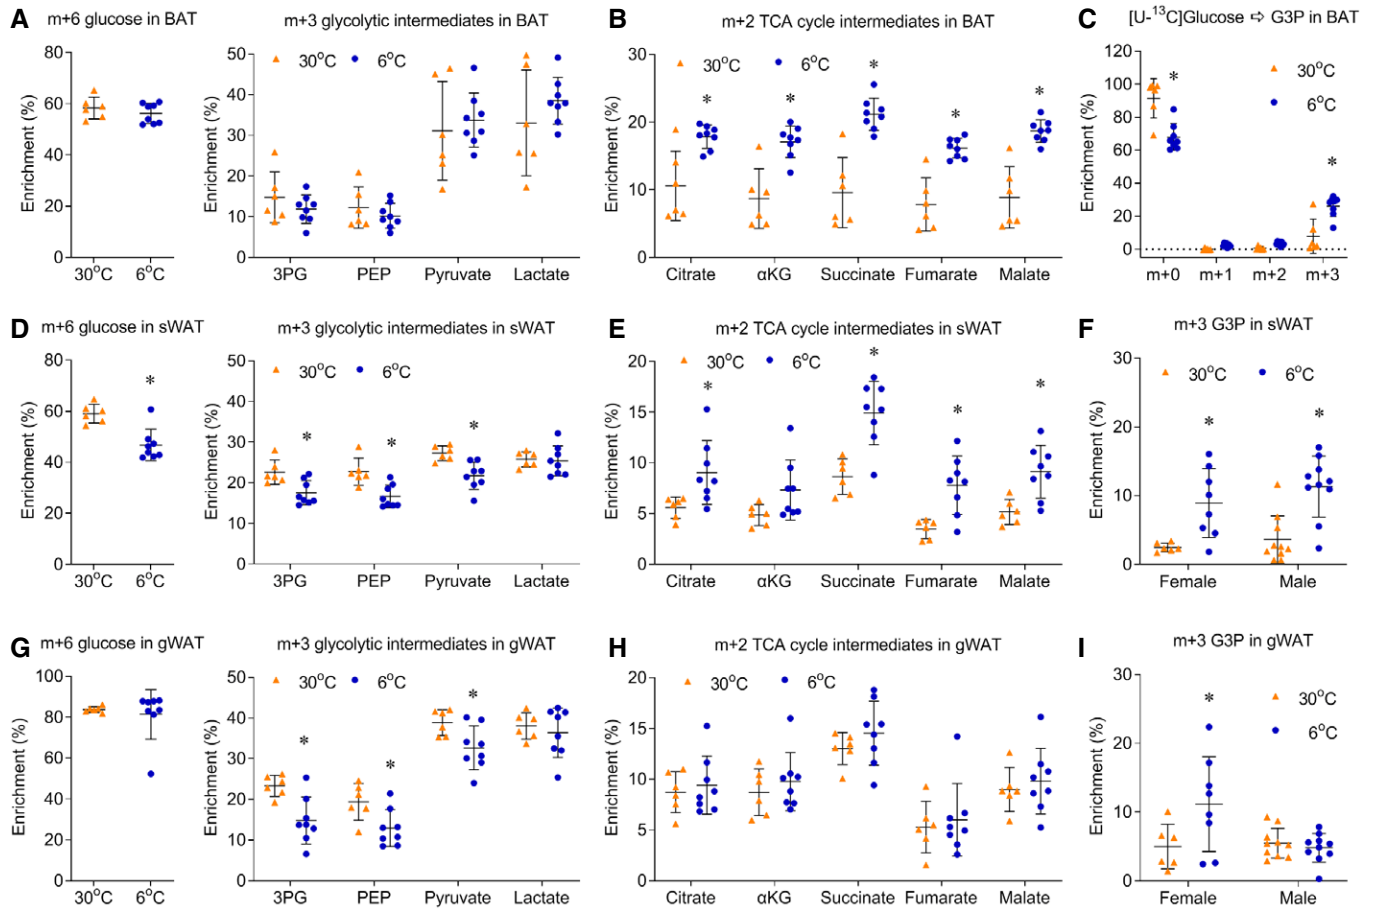 A
m+6 glucose in BAT
Enrichment (%)
80
60
40
20
0
30°C 6°C
m+3 glycolytic intermediates in BAT
Enrichment (%)
30°C 6°C
50
40
30
20
10
0
3PG PEP Pyruvate Lactate
B
m+2 TCA cycle intermediates in BAT
Enrichment (%)
30°C 6°C
30
20
10
0
* * * * *
Citrate αKG Succinate Fumarate Malate
C
[U-¹³C]Glucose ⇨ G3P in BAT
Enrichment (%)
30°C
6°C
120
100
80
60
40
20
0
* *
m+0 m+1 m+2 m+3
D
m+6 glucose in sWAT
Enrichment (%)
80
60
40
20
0
*
30°C 6°C
m+3 glycolytic intermediates in sWAT
Enrichment (%)
30°C 6°C
50
40
30
20
10
0
* * *
3PG PEP Pyruvate Lactate
E
m+2 TCA cycle intermediates in sWAT
Enrichment (%)
30°C 6°C
20
15
10
5
0
* * * *
Citrate αKG Succinate Fumarate Malate
F
m+3 G3P in sWAT
Enrichment (%)
30°C 6°C
30
20
10
0
* *
Female Male
G
m+6 glucose in gWAT
Enrichment (%)
100
80
60
40
20
0
30°C 6°C
m+3 glycolytic intermediates in gWAT
Enrichment (%)
30°C 6°C
50
40
30
20
10
0
* * *
3PG PEP Pyruvate Lactate
H
m+2 TCA cycle intermediates in gWAT
Enrichment (%)
30°C 6°C
20
15
10
5
0
Citrate αKG Succinate Fumarate Malate
I
m+3 G3P in gWAT
Enrichment (%)
30°C
6°C
30
20
10
0
*
Female Male